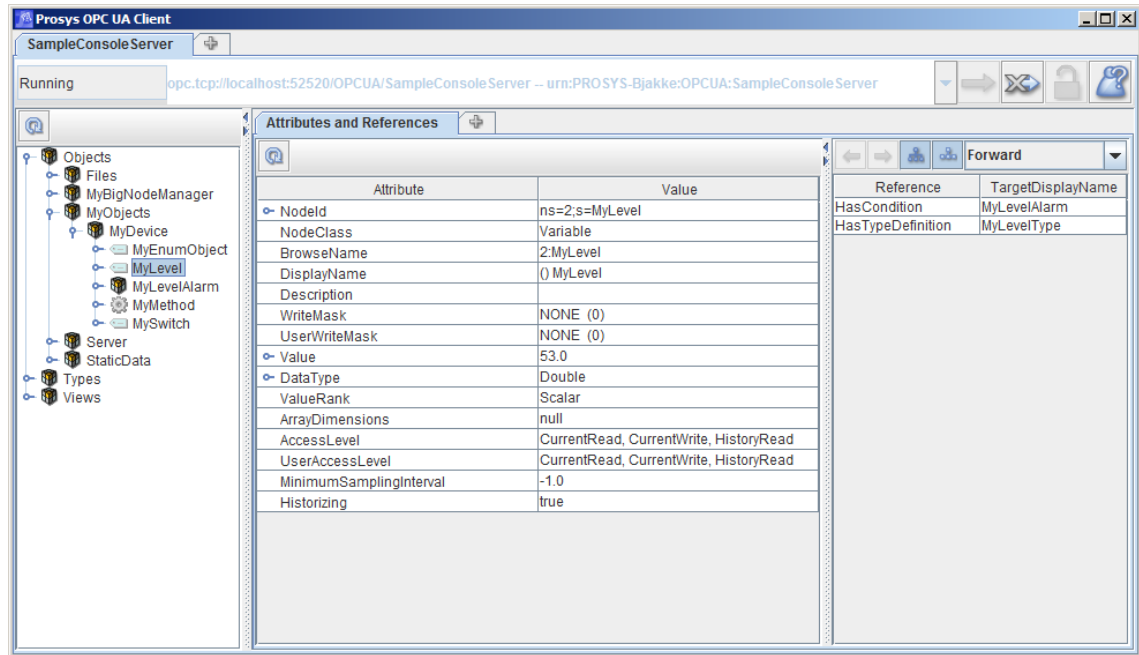 Prosys OPC UA Client
SampleConsoleServer
Running
opc.tcp://localhost:52520/OPCUA/SampleConsoleServer -- urn:PROSYS-Bjakke:OPCUA:SampleConsoleServer
Objects
Files
MyBigNodeManager
MyObjects
MyDevice
MyEnumObject
MyLevel
MyLevelAlarm
MyMethod
MySwitch
Server
StaticData
Types
Views
Attributes and References
Attribute Value
NodeId ns=2;s=MyLevel
NodeClass Variable
BrowseName 2:MyLevel
DisplayName () MyLevel
Description
WriteMask NONE (0)
UserWriteMask NONE (0)
Value 53.0
DataType Double
ValueRank Scalar
ArrayDimensions null
AccessLevel CurrentRead, CurrentWrite, HistoryRead
UserAccessLevel CurrentRead, CurrentWrite, HistoryRead
MinimumSamplingInterval -1.0
Historizing true
Forward
Reference TargetDisplayName
HasCondition MyLevelAlarm
HasTypeDefinition MyLevelType